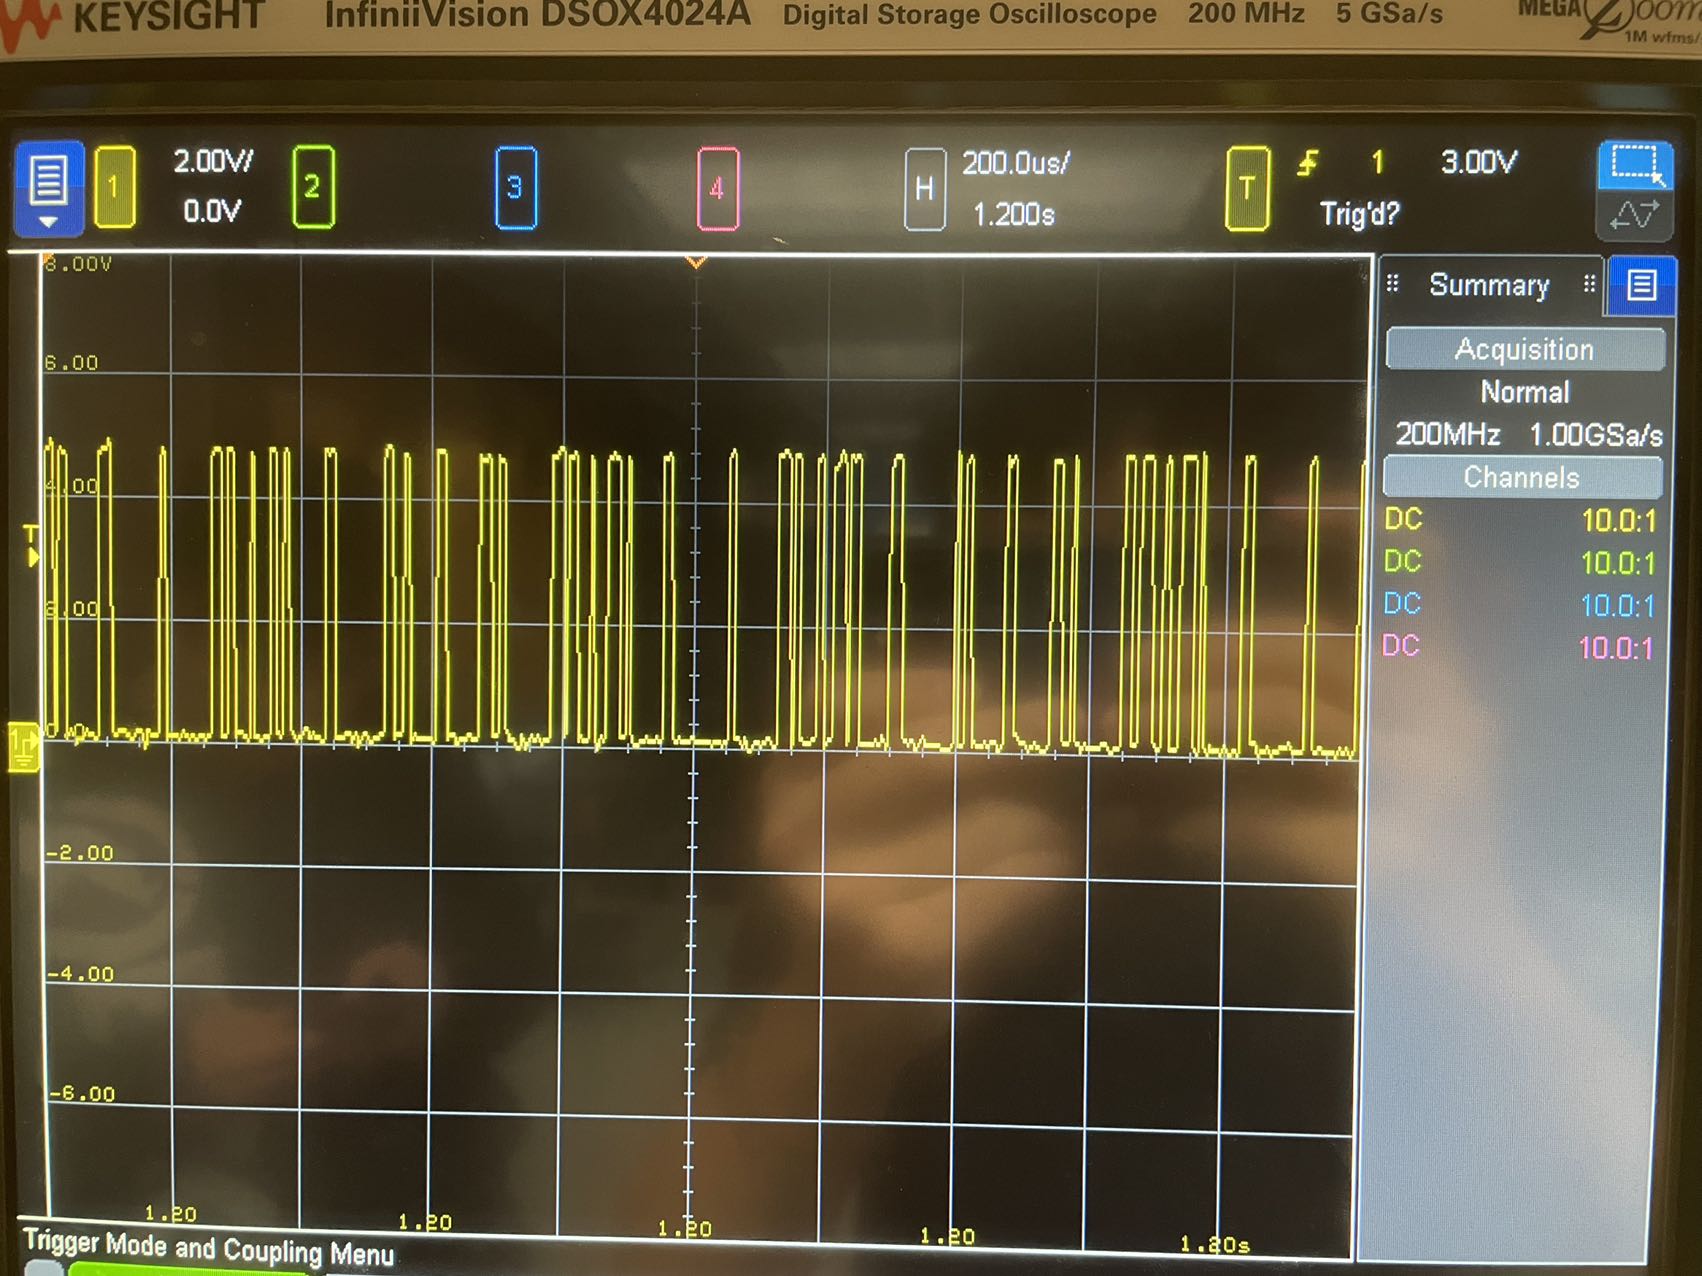 KEYSIGHT InfiniiVision DSOX4024A Digital Storage Oscilloscope 200 MHz 5 GSa/s MEGA Zoom
1M wfms/
1 2.00V/ 2 3 4 H 200.0us/ T 1 3.00V
0.0V 1.200s Trig'd?
8.00V
6.00
4.00
2.00
0.0
-2.00
-4.00
-6.00
1.20 1.20 1.20 1.20 1.20s
T
Summary
Acquisition
Normal
200MHz 1.00GSa/s
Channels
DC 10.0:1
DC 10.0:1
DC 10.0:1
DC 10.0:1
Trigger Mode and Coupling Menu